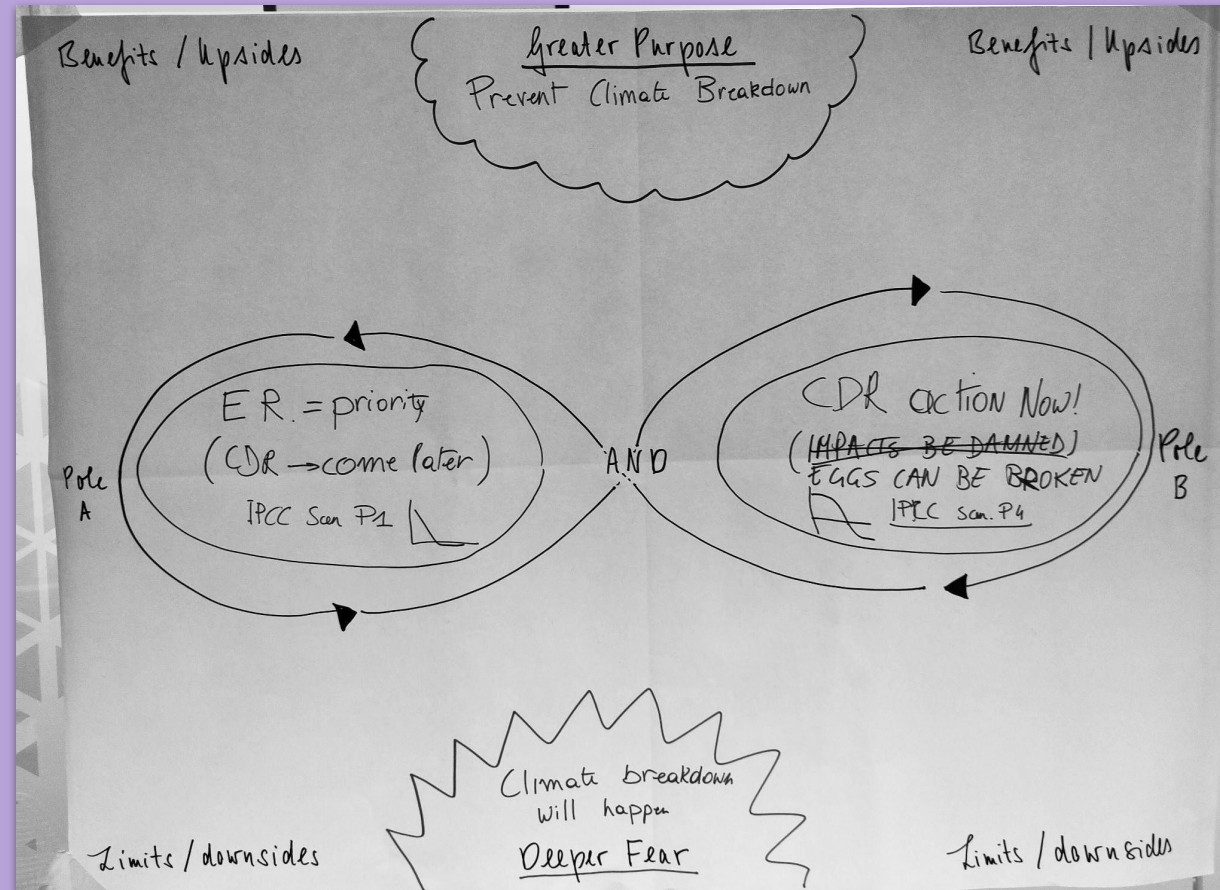 Benefits / Upsides
Greater Purpose
Prevent Climate Breakdown
Benefits / Upsides
Pole
A
E R. = priority
(CDR → come later)
IPCC Scen P1
AND
CDR action Now!
(IMPACTS BE DAMNED)
EGGS CAN BE BROKEN
IPCC scn. P4
Pole
B
Climate breakdown
will happen
Deeper Fear
Limits / downsides
Limits / downsides